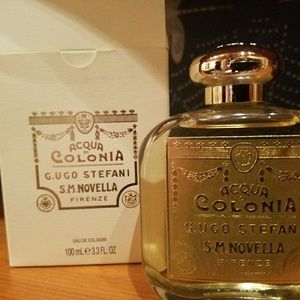 ACQUA
DI
COLONIA
G.UGO STEFANI
S.M.NOVELLA
FIRENZE
EAU DE COLOGNE
100 mL e 3.3 FL. OZ
ACQUA
DI
COLONIA
G.UGO STEFANI
S.M.NOVELLA
FIRENZE